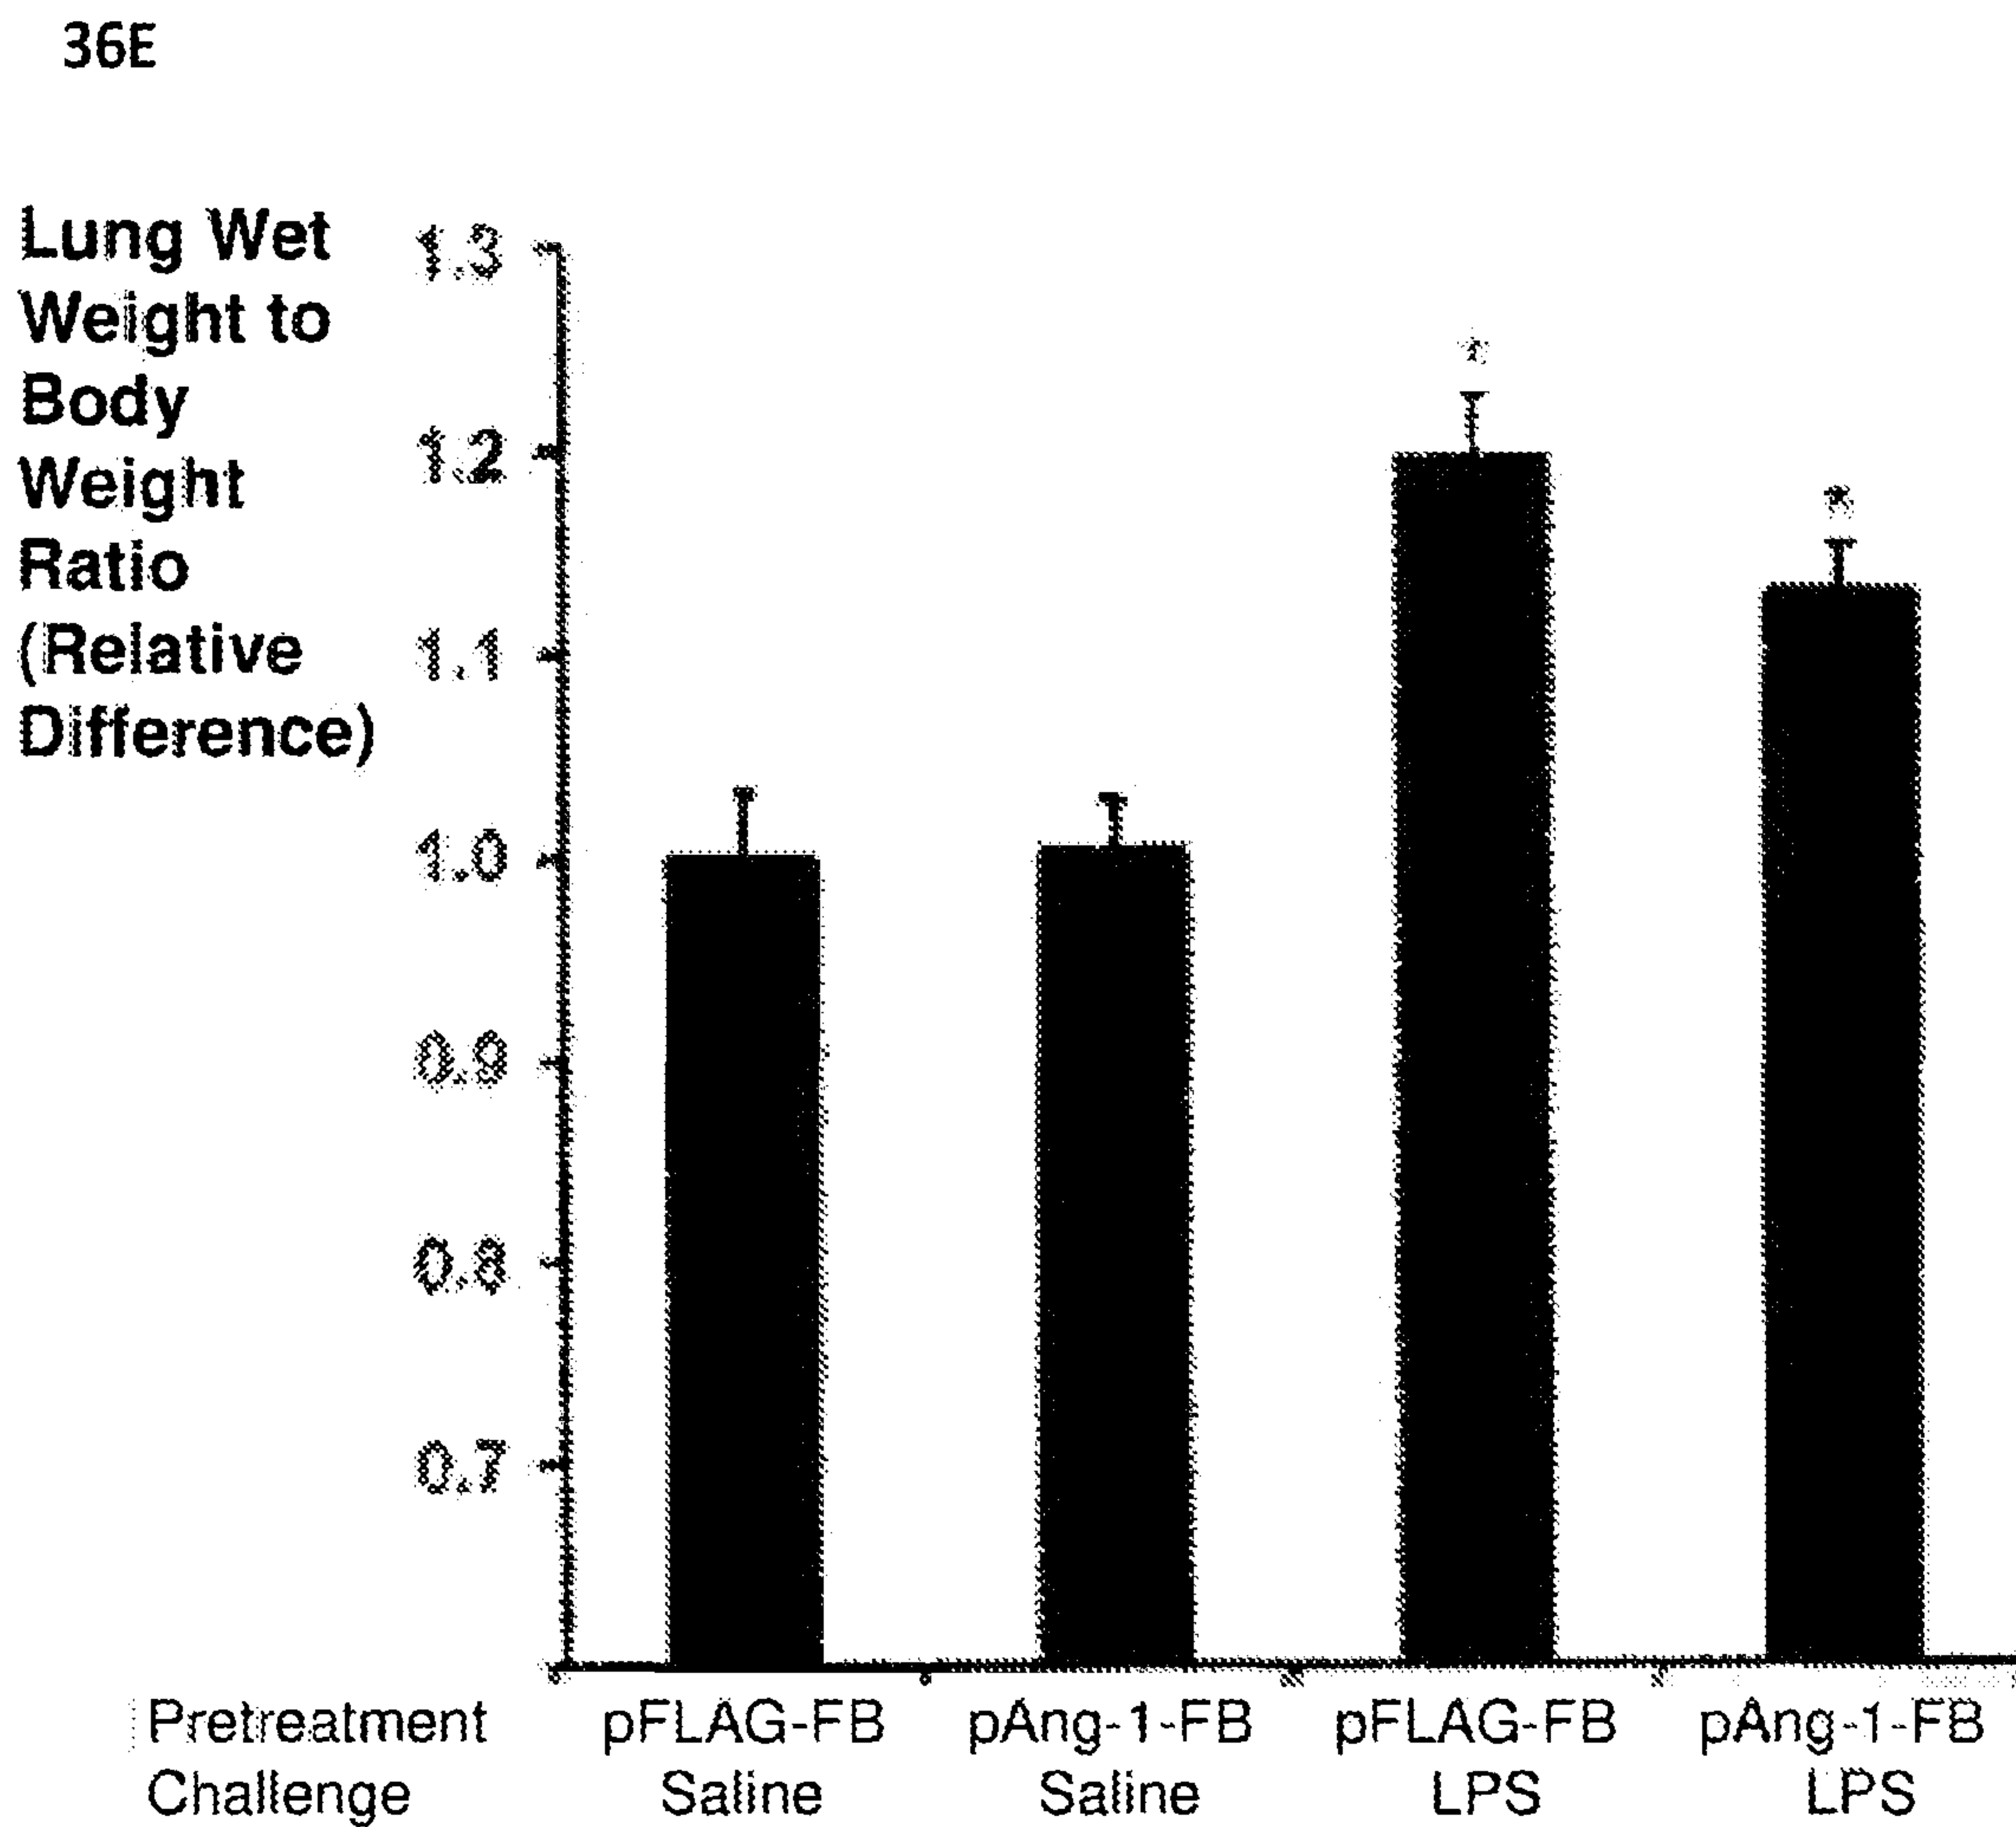 36E
Lung Wet
Weight to
Body
Weight
Ratio
(Relative
Difference)
1.3
*
1.2
*
1.1
1.0
0.9
0.8
0.7
Pretreatment pFLAG-FB pAng-1-FB pFLAG-FB pAng-1-FB
Challenge Saline Saline LPS LPS